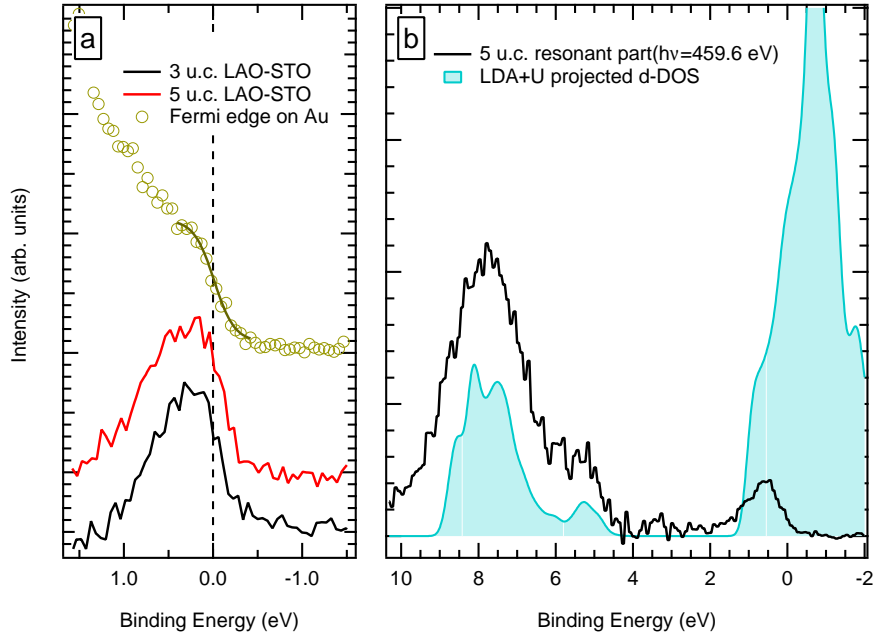 a
3 u.c. LAO-STO
5 u.c. LAO-STO
Fermi edge on Au
Intensity (arb. units)
1.0 0.0 -1.0
Binding Energy (eV)
b
5 u.c. resonant part(hν=459.6 eV)
LDA+U projected d-DOS
10 8 6 4 2 0 -2
Binding Energy (eV)